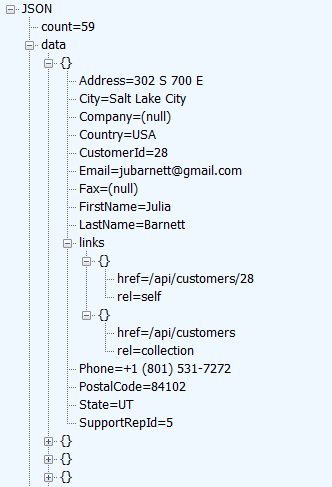 JSON
count=59
data
{}
Address=302 S 700 E
City=Salt Lake City
Company=(null)
Country=USA
CustomerId=28
Email=jubarnett@gmail.com
Fax=(null)
FirstName=Julia
LastName=Barnett
links
{}
href=/api/customers/28
rel=self
{}
href=/api/customers
rel=collection
Phone=+1 (801) 531-7272
PostalCode=84102
State=UT
SupportRepId=5
{}
{}
{}